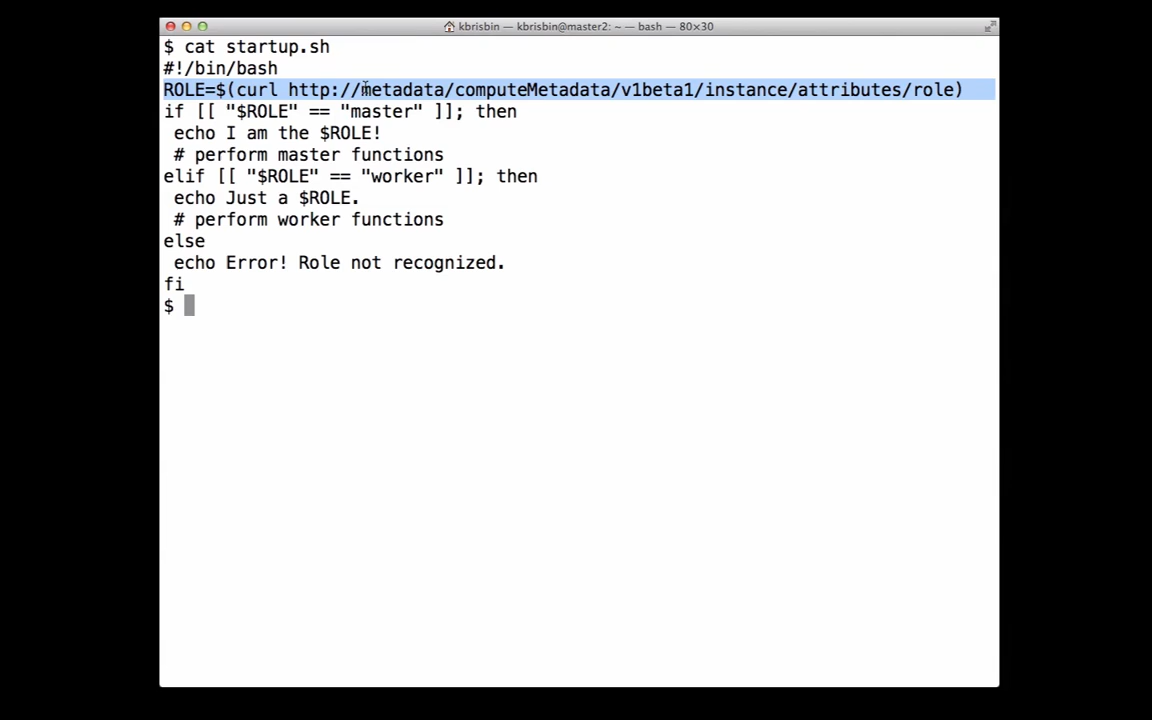 kbrisbin — kbrisbin@master2: ~ — bash — 80×30
$ cat startup.sh
#!/bin/bash
ROLE=$(curl http://metadata/computeMetadata/v1beta1/instance/attributes/role)
if [[ "$ROLE" == "master" ]]; then
 echo I am the $ROLE!
 # perform master functions
elif [[ "$ROLE" == "worker" ]]; then
 echo Just a $ROLE.
 # perform worker functions
else
 echo Error! Role not recognized.
fi
$